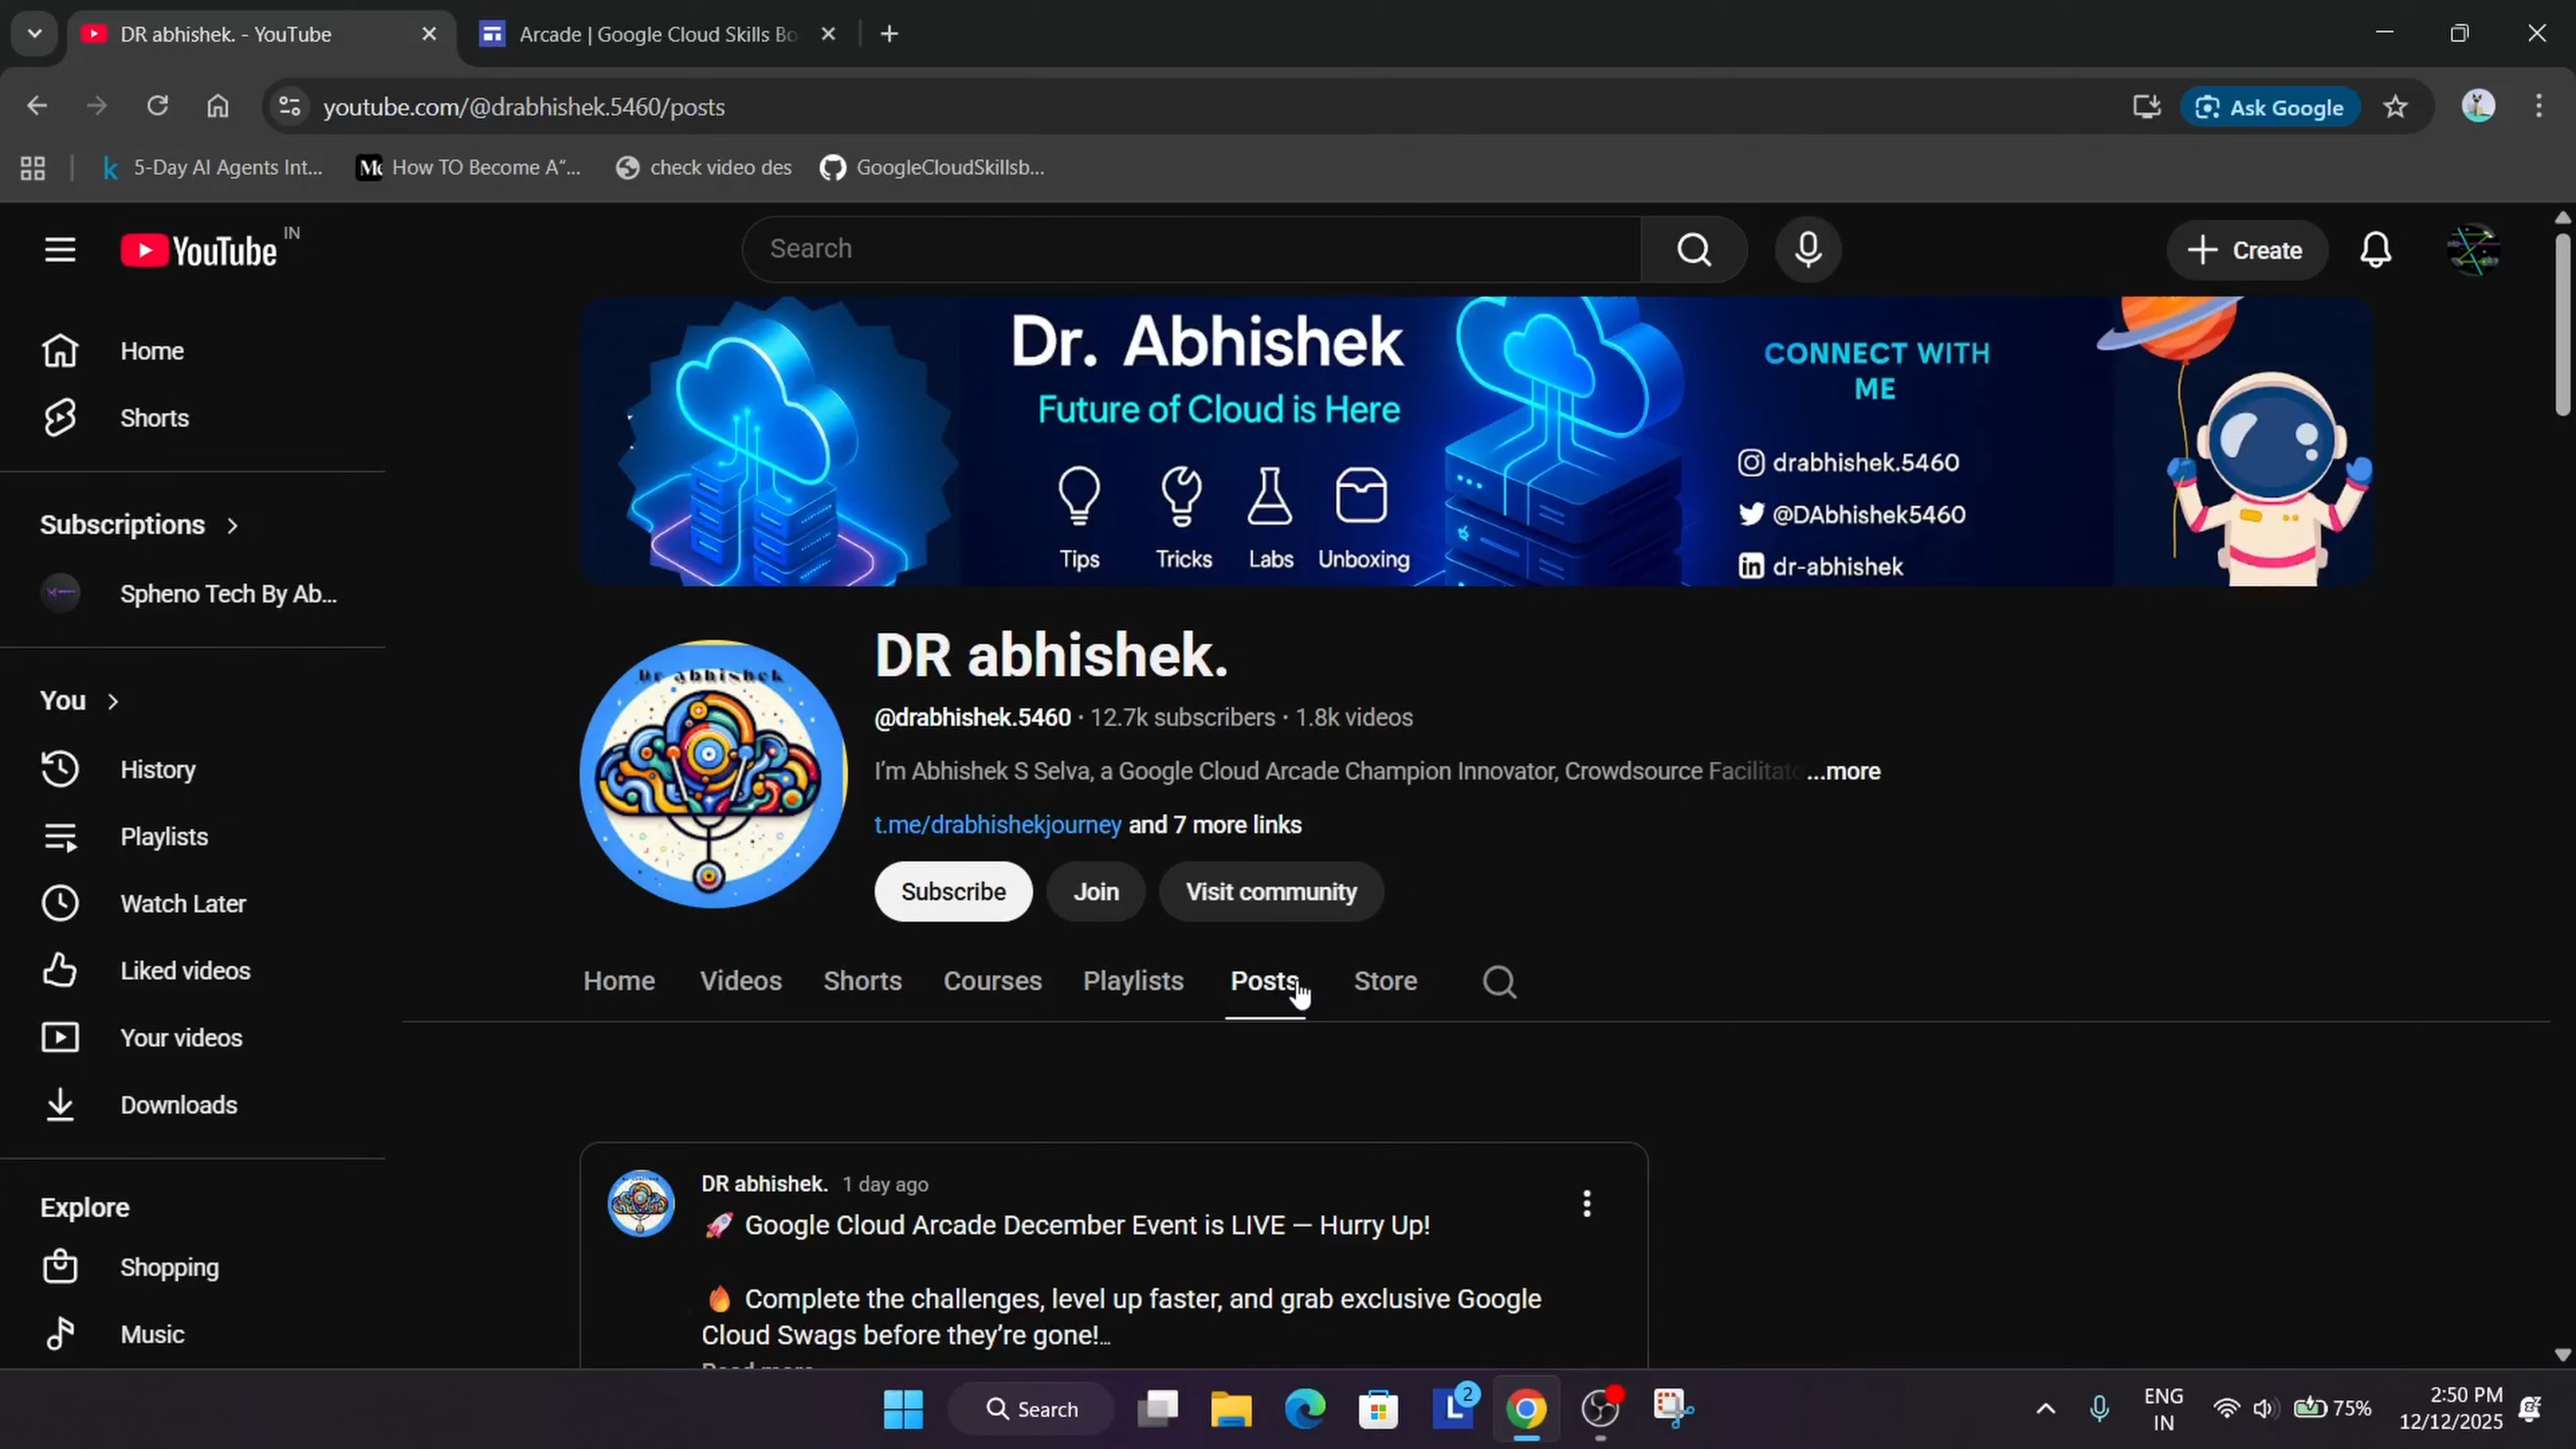 DR abhishek. - YouTube
Arcade | Google Cloud Skills Bo
youtube.com/@drabhishek.5460/posts
Ask Google
5-Day AI Agents Int...
How TO Become A“...
check video des
GoogleCloudSkillsb...
YouTube
IN
Search
Create
Home
Shorts
Subscriptions
Spheno Tech By Ab...
You
History
Playlists
Watch Later
Liked videos
Your videos
Downloads
Explore
Shopping
Music
Dr. Abhishek
Future of Cloud is Here
Tips
Tricks
Labs
Unboxing
CONNECT WITH
ME
drabhishek.5460
@DAbhishek5460
dr-abhishek
Dr abhishek
DR abhishek.
@drabhishek.5460 · 12.7k subscribers · 1.8k videos
I’m Abhishek S Selva, a Google Cloud Arcade Champion Innovator, Crowdsource Facilitato ...more
t.me/drabhishekjourney and 7 more links
Subscribe
Join
Visit community
Home
Videos
Shorts
Courses
Playlists
Posts
Store
DR abhishek. 1 day ago
🚀 Google Cloud Arcade December Event is LIVE — Hurry Up!
🔥 Complete the challenges, level up faster, and grab exclusive Google
Cloud Swags before they’re gone!...
Read more
Search
2
ENG
IN
75%
2:50 PM
12/12/2025